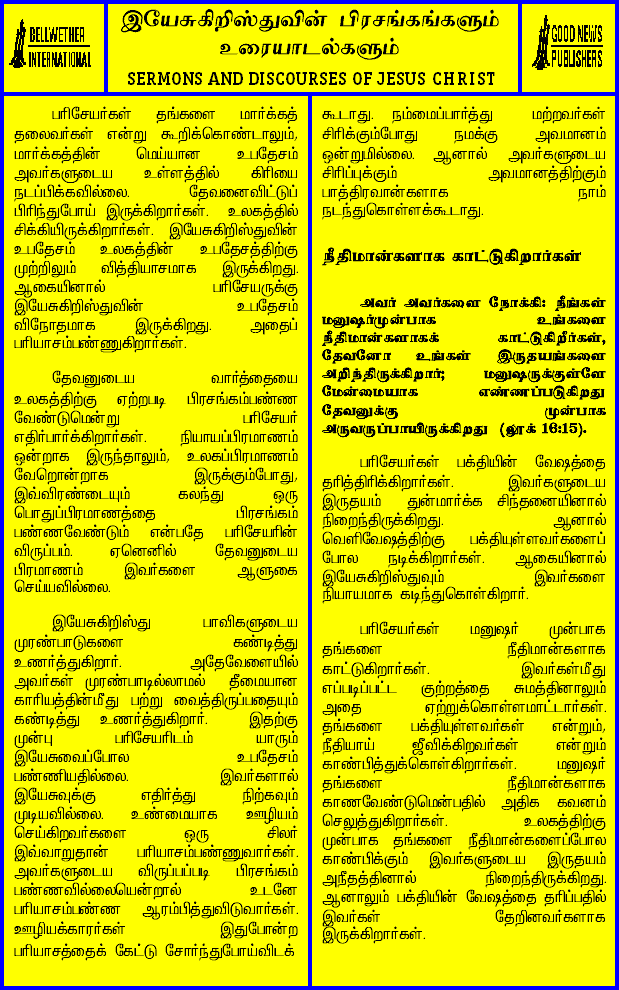 BELLWETHER
INTERNATIONAL
இயேசுகிறிஸ்துவின் பிரசங்கங்களும்
உரையாடல்களும்
SERMONS AND DISCOURSES OF JESUS CHRIST
GOOD NEWS
PUBLISHERS
பரிசேயர்கள் தங்களை மார்க்கத்
தலைவர்கள் என்று கூறிக்கொண்டாலும்,
மார்க்கத்தின் மெய்யான உபதேசம்
அவர்களுடைய உள்ளத்தில் கிரியை
நடப்பிக்கவில்லை. தேவனைவிட்டுப்
பிரிந்துபோய் இருக்கிறார்கள். உலகத்தில்
சிக்கியிருக்கிறார்கள். இயேசுகிறிஸ்துவின்
உபதேசம் உலகத்தின் உபதேசத்திற்கு
முற்றிலும் வித்தியாசமாக இருக்கிறது.
ஆகையினால் பரிசேயருக்கு
இயேசுகிறிஸ்துவின் உபதேசம்
விநோதமாக இருக்கிறது. அதைப்
பரியாசம்பண்ணுகிறார்கள்.
தேவனுடைய வார்த்தையை
உலகத்திற்கு ஏற்றபடி பிரசங்கம்பண்ண
வேண்டுமென்று பரிசேயர்
எதிர்பார்க்கிறார்கள். நியாயப்பிரமாணம்
ஒன்றாக இருந்தாலும், உலகப்பிரமாணம்
வேறொன்றாக இருக்கும்போது,
இவ்விரண்டையும் கலந்து ஒரு
பொதுப்பிரமாணத்தை பிரசங்கம்
பண்ணவேண்டும் என்பதே பரிசேயரின்
விருப்பம். ஏனெனில் தேவனுடைய
பிரமாணம் இவர்களை ஆளுகை
செய்யவில்லை.
இயேசுகிறிஸ்து பாவிகளுடைய
முரண்பாடுகளை கண்டித்து
உணர்த்துகிறார். அதேவேளையில்
அவர்கள் முரண்பாடில்லாமல் தீமையான
காரியத்தின்மீது பற்று வைத்திருப்பதையும்
கண்டித்து உணர்த்துகிறார். இதற்கு
முன்பு பரிசேயரிடம் யாரும்
இயேசுவைப்போல உபதேசம்
பண்ணியதில்லை. இவர்களால்
இயேசுவுக்கு எதிர்த்து நிற்கவும்
முடியவில்லை. உண்மையாக ஊழியம்
செய்கிறவர்களை ஒரு சிலர்
இவ்வாறுதான் பரியாசம்பண்ணுவார்கள்.
அவர்களுடைய விருப்பப்படி பிரசங்கம்
பண்ணவில்லையென்றால் உடனே
பரியாசம்பண்ண ஆரம்பித்துவிடுவார்கள்.
ஊழியக்காரர்கள் இதுபோன்ற
பரியாசத்தைக் கேட்டு சோர்ந்துபோய்விடக்
கூடாது. நம்மைப்பார்த்து மற்றவர்கள்
சிரிக்கும்போது நமக்கு அவமானம்
ஒன்றுமில்லை. ஆனால் அவர்களுடைய
சிரிப்புக்கும் அவமானத்திற்கும்
பாத்திரவான்களாக நாம்
நடந்துகொள்ளக்கூடாது.
நீதிமான்களாக காட்டுகிறார்கள்
அவர் அவர்களை நோக்கி: நீங்கள்
மனுஷர்முன்பாக உங்களை
நீதிமான்களாகக் காட்டுகிறீர்கள்,
தேவனோ உங்கள் இருதயங்களை
அறிந்திருக்கிறார்; மனுஷருக்குள்ளே
மேன்மையாக எண்ணப்படுகிறது
தேவனுக்கு முன்பாக
அருவருப்பாயிருக்கிறது (லூக் 16:15).
பரிசேயர்கள் பக்தியின் வேஷத்தை
தரித்திரிக்கிறார்கள். இவர்களுடைய
இருதயம் துன்மார்க்க சிந்தனையினால்
நிறைந்திருக்கிறது. ஆனால்
வெளிவேஷத்திற்கு பக்தியுள்ளவர்களைப்
போல நடிக்கிறார்கள். ஆகையினால்
இயேசுகிறிஸ்துவும் இவர்களை
நியாயமாக கடிந்துகொள்கிறார்.
பரிசேயர்கள் மனுஷர் முன்பாக
தங்களை நீதிமான்களாக
காட்டுகிறார்கள். இவர்கள்மீது
எப்படிப்பட்ட குற்றத்தை சுமத்தினாலும்
அதை ஏற்றுக்கொள்ளமாட்டார்கள்.
தங்களை பக்தியுள்ளவர்கள் என்றும்,
நீதியாய் ஜீவிக்கிறவர்கள் என்றும்
காண்பித்துக்கொள்கிறார்கள். மனுஷர்
தங்களை நீதிமான்களாக
காணவேண்டுமென்பதில் அதிக கவனம்
செலுத்துகிறார்கள். உலகத்திற்கு
முன்பாக தங்களை நீதிமான்களைப்போல
காண்பிக்கும் இவர்களுடைய இருதயம்
அநீதத்தினால் நிறைந்திருக்கிறது.
ஆனாலும் பக்தியின் வேஷத்தை தரிப்பதில்
இவர்கள் தேறினவர்களாக
இருக்கிறார்கள்.